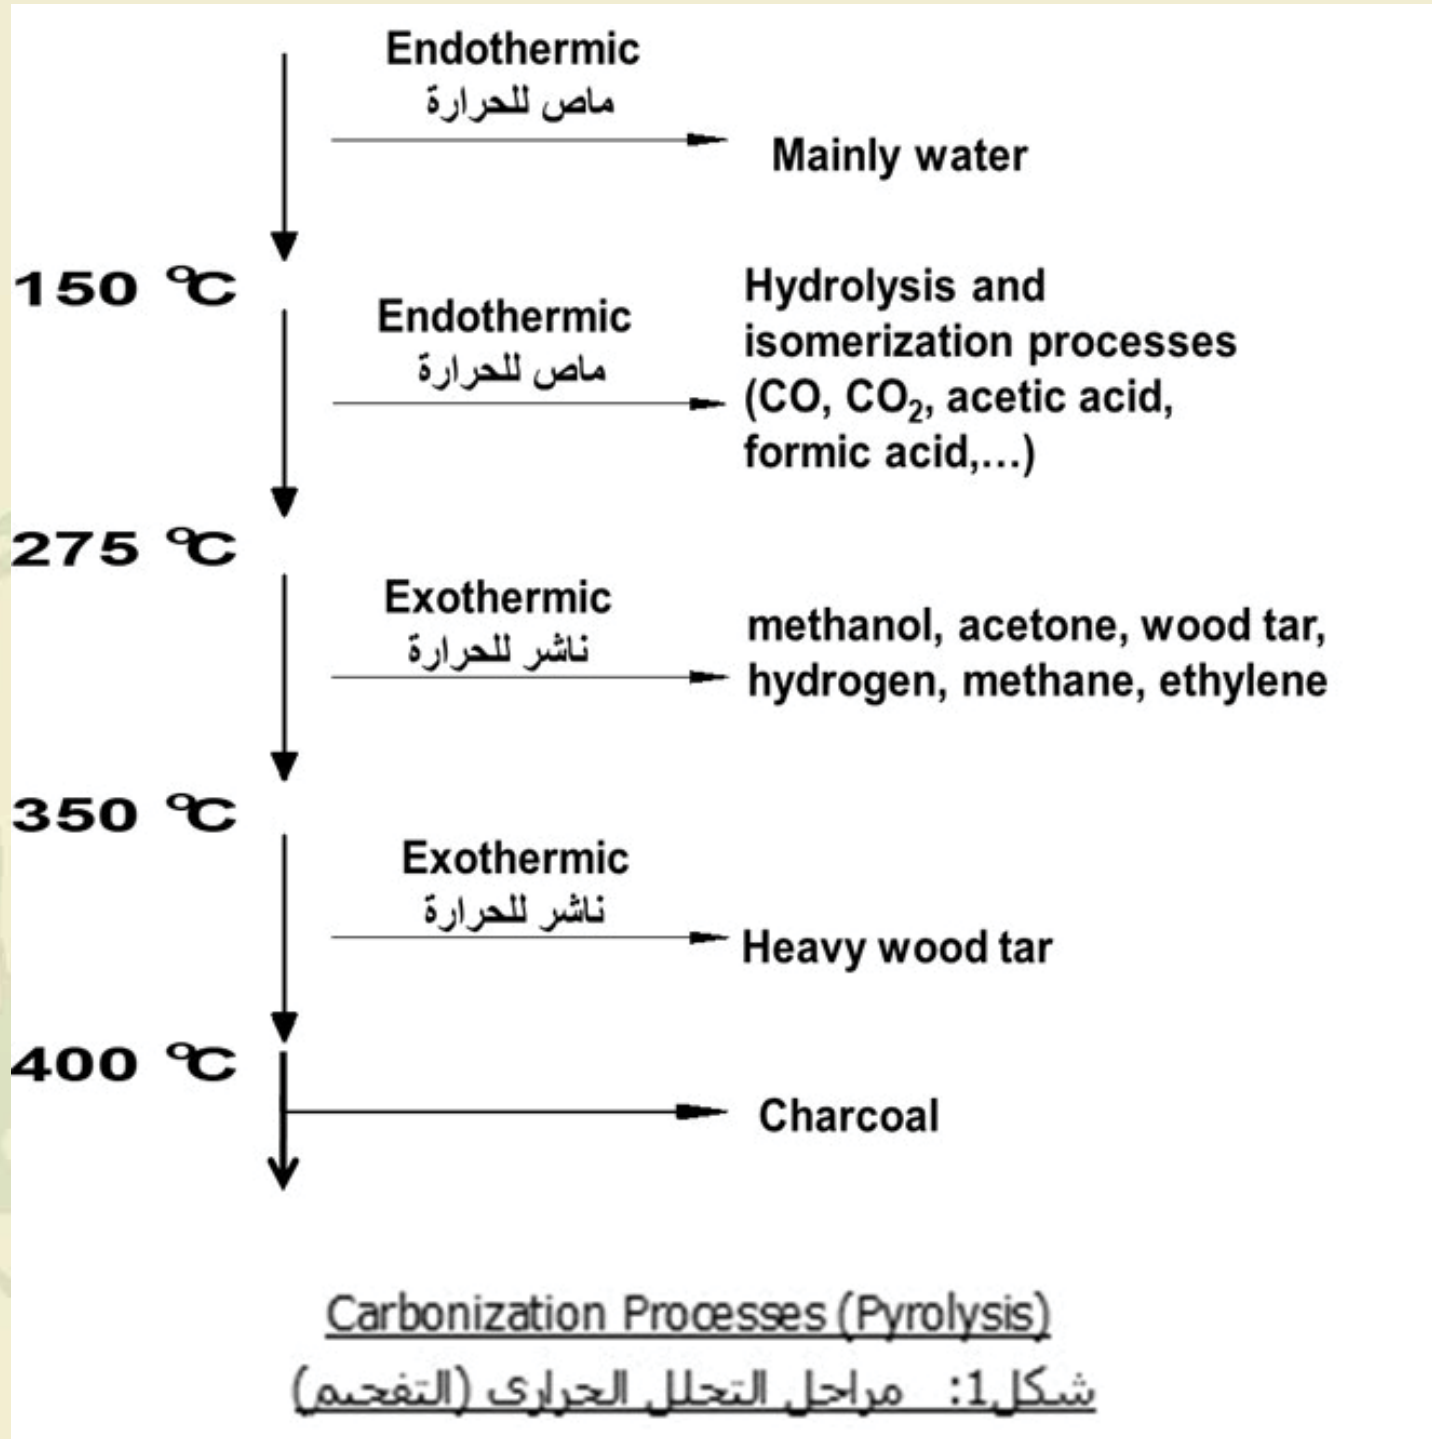 Endothermic
ماص للحرارة
Mainly water
150 °C
Endothermic
ماص للحرارة
Hydrolysis and
isomerization processes
(CO, CO₂, acetic acid,
formic acid,...)
275 °C
Exothermic
ناشر للحرارة
methanol, acetone, wood tar,
hydrogen, methane, ethylene
350 °C
Exothermic
ناشر للحرارة
Heavy wood tar
400 °C
Charcoal
Carbonization Processes (Pyrolysis)
شكل1: مراحل التحلل الحرارى (التفحيم)